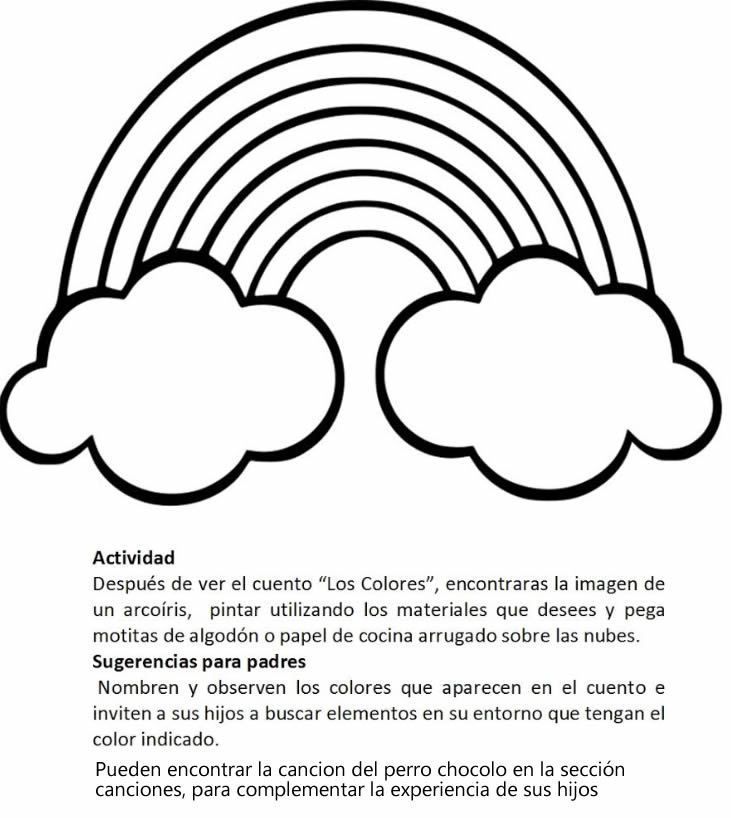 Actividad
Después de ver el cuento “Los Colores”, encontraras la imagen de
un arcoíris, pintar utilizando los materiales que desees y pega
motitas de algodón o papel de cocina arrugado sobre las nubes.
Sugerencias para padres
Nombren y observen los colores que aparecen en el cuento e
inviten a sus hijos a buscar elementos en su entorno que tengan el
color indicado.
Pueden encontrar la cancion del perro chocolo en la sección
canciones, para complementar la experiencia de sus hijos